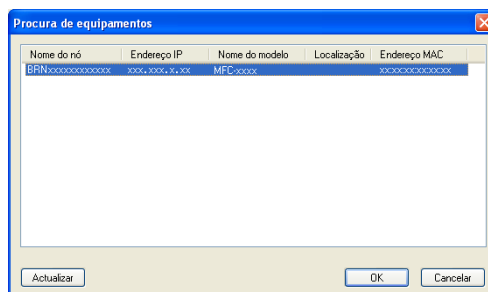 Procura de equipamentos
Nome do nó Endereço IP Nome do modelo Localização Endereço MAC
BRNxxxxxxxxxxxx xxx.xxx.x.xx MFC-xxxx xxxxxxxxxxxx
Actualizar OK Cancelar